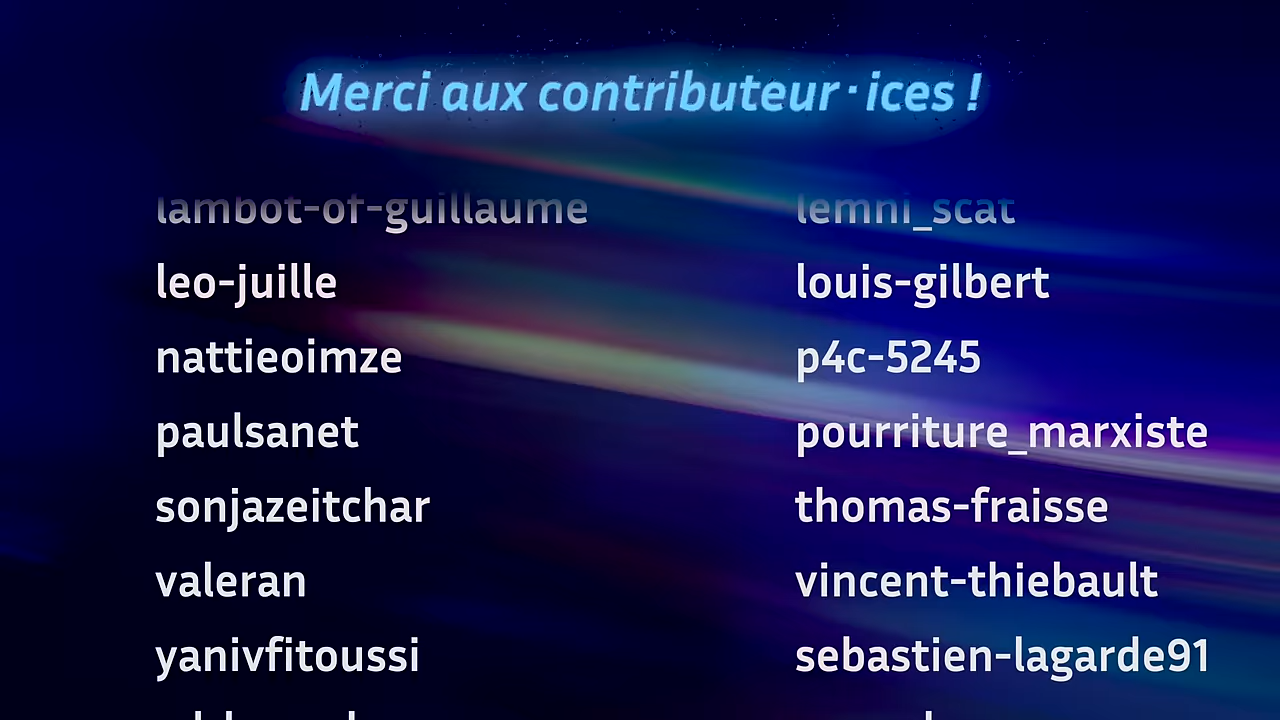 Merci aux contributeur·ices !
lambot-of-guillaume lemni_scat
leo-juille louis-gilbert
nattieoimze p4c-5245
paulsanet pourriture_marxiste
sonjazeitchar thomas-fraisse
valeran vincent-thiebault
yanivfitoussi sebastien-lagarde91